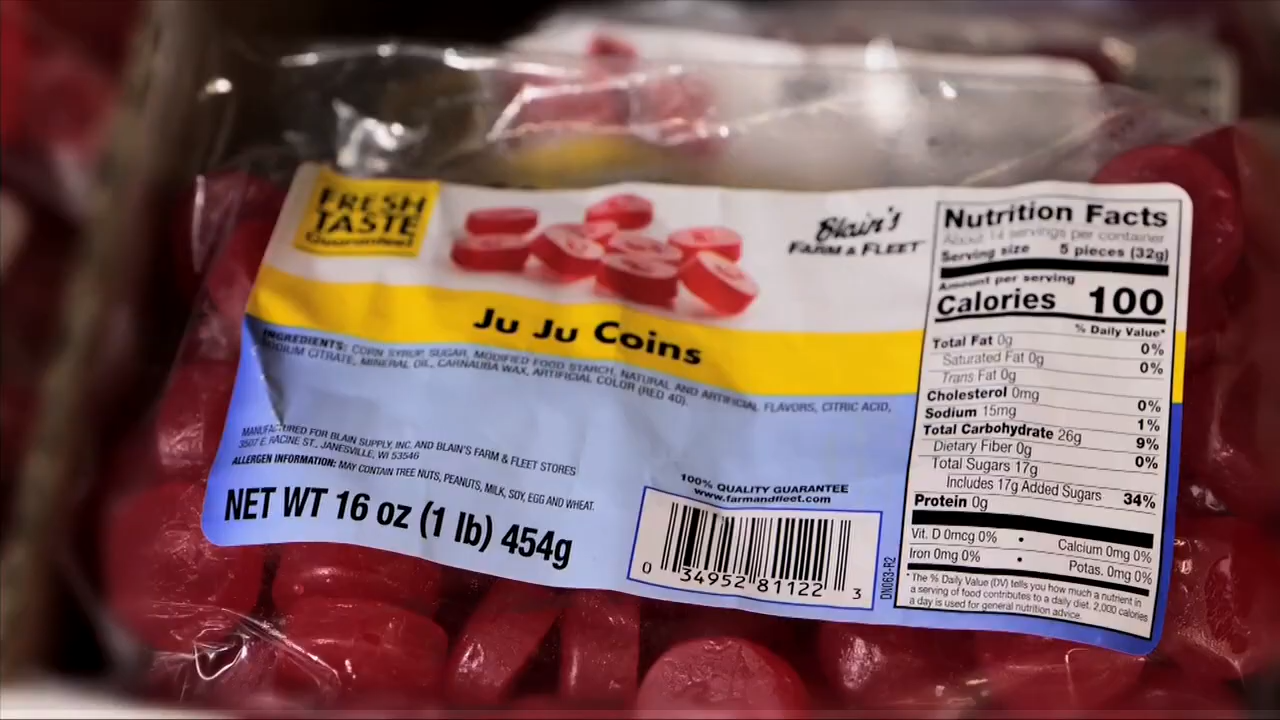 FRESH
TASTE
Guaranteed!
Blain's
FARM & FLEET
Ju Ju Coins
INGREDIENTS: CORN SYRUP, SUGAR, MODIFIED FOOD STARCH, NATURAL AND ARTIFICIAL FLAVORS, CITRIC ACID,
SODIUM CITRATE, MINERAL OIL, CARNAUBA WAX, ARTIFICIAL COLOR (RED 40).
MANUFACTURED FOR BLAIN SUPPLY, INC. AND BLAIN'S FARM & FLEET STORES
3507 E. RACINE ST., JANESVILLE, WI 53546
ALLERGEN INFORMATION: MAY CONTAIN TREE NUTS, PEANUTS, MILK, SOY, EGG AND WHEAT.
NET WT 16 oz (1 lb) 454g
100% QUALITY GUARANTEE
www.farmandfleet.com
0 34952 81122 3
DN063-R2
Nutrition Facts
About 14 servings per container
Serving size 5 pieces (32g)
Amount per serving
Calories 100
% Daily Value*
Total Fat 0g 0%
Saturated Fat 0g 0%
Trans Fat 0g
Cholesterol 0mg 0%
Sodium 15mg 1%
Total Carbohydrate 26g 9%
Dietary Fiber 0g 0%
Total Sugars 17g
Includes 17g Added Sugars 34%
Protein 0g
Vit. D 0mcg 0% • Calcium 0mg 0%
Iron 0mg 0% • Potas. 0mg 0%
*The % Daily Value (DV) tells you how much a nutrient in
a serving of food contributes to a daily diet. 2,000 calories
a day is used for general nutrition advice.